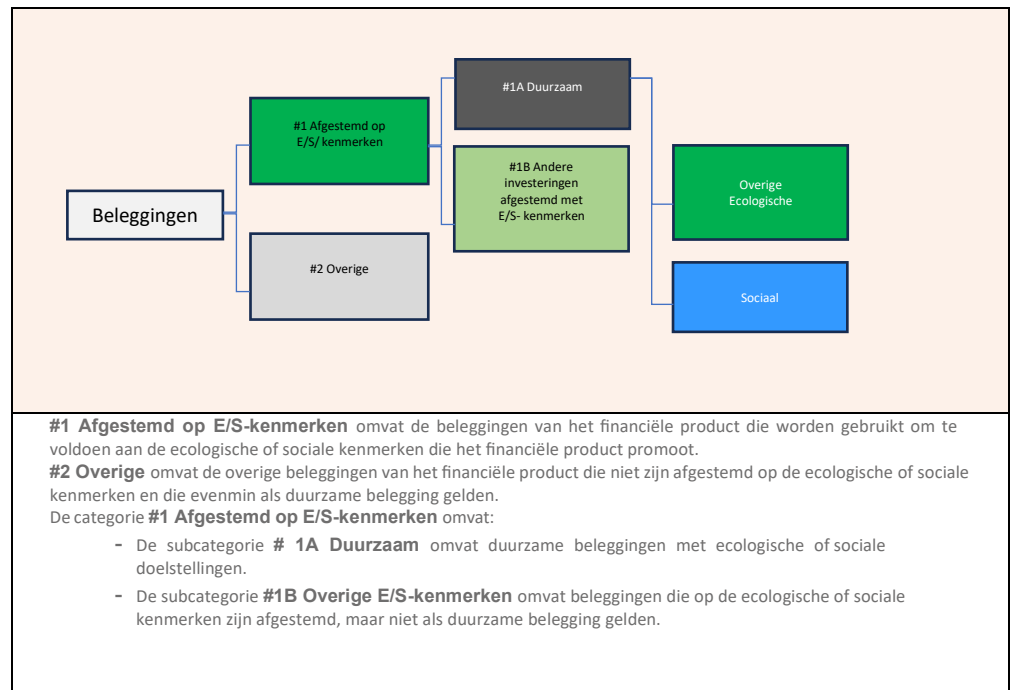 Beleggingen
#1 Afgestemd op
E/S/ kenmerken
#2 Overige
#1A Duurzaam
#1B Andere
investeringen
afgestemd met
E/S- kenmerken
Overige
Ecologische
Sociaal
#1 Afgestemd op E/S-kenmerken omvat de beleggingen van het financiële product die worden gebruikt om te
voldoen aan de ecologische of sociale kenmerken die het financiële product promoot.
#2 Overige omvat de overige beleggingen van het financiële product die niet zijn afgestemd op de ecologische of sociale
kenmerken en die evenmin als duurzame belegging gelden.
De categorie #1 Afgestemd op E/S-kenmerken omvat:
- De subcategorie # 1A Duurzaam omvat duurzame beleggingen met ecologische of sociale
doelstellingen.
- De subcategorie #1B Overige E/S-kenmerken omvat beleggingen die op de ecologische of sociale
kenmerken zijn afgestemd, maar niet als duurzame belegging gelden.